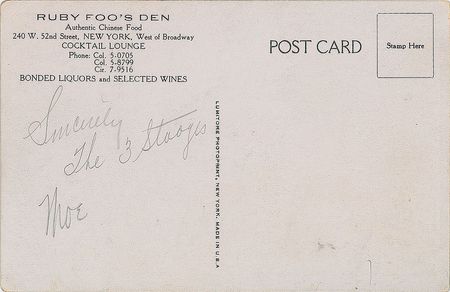 RUBY FOO'S DEN
Authentic Chinese Food
240 W. 52nd Street, NEW YORK, West of Broadway
COCKTAIL LOUNGE
Phone: Col. 5-0705
Col. 5-8799
Cir. 7-9516
BONDED LIQUORS and SELECTED WINES
POST CARD
Stamp Here
Sincerely
The 3 Stooges
Moe
LUMITONE PHOTOPRINT, NEW YORK. MADE IN U.S.A